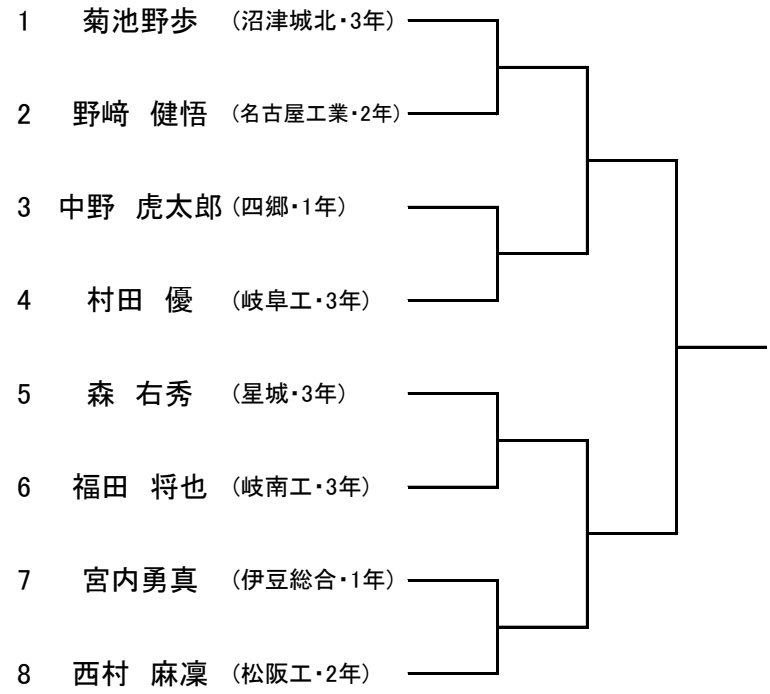 1 菊池野歩 (沼津城北・3年)
2 野﨑 健悟 (名古屋工業・2年)
3 中野 虎太郎 (四郷・1年)
4 村田 優 (岐阜工・3年)
5 森 右秀 (星城・3年)
6 福田 将也 (岐南工・3年)
7 宮内勇真 (伊豆総合・1年)
8 西村 麻凜 (松阪工・2年)